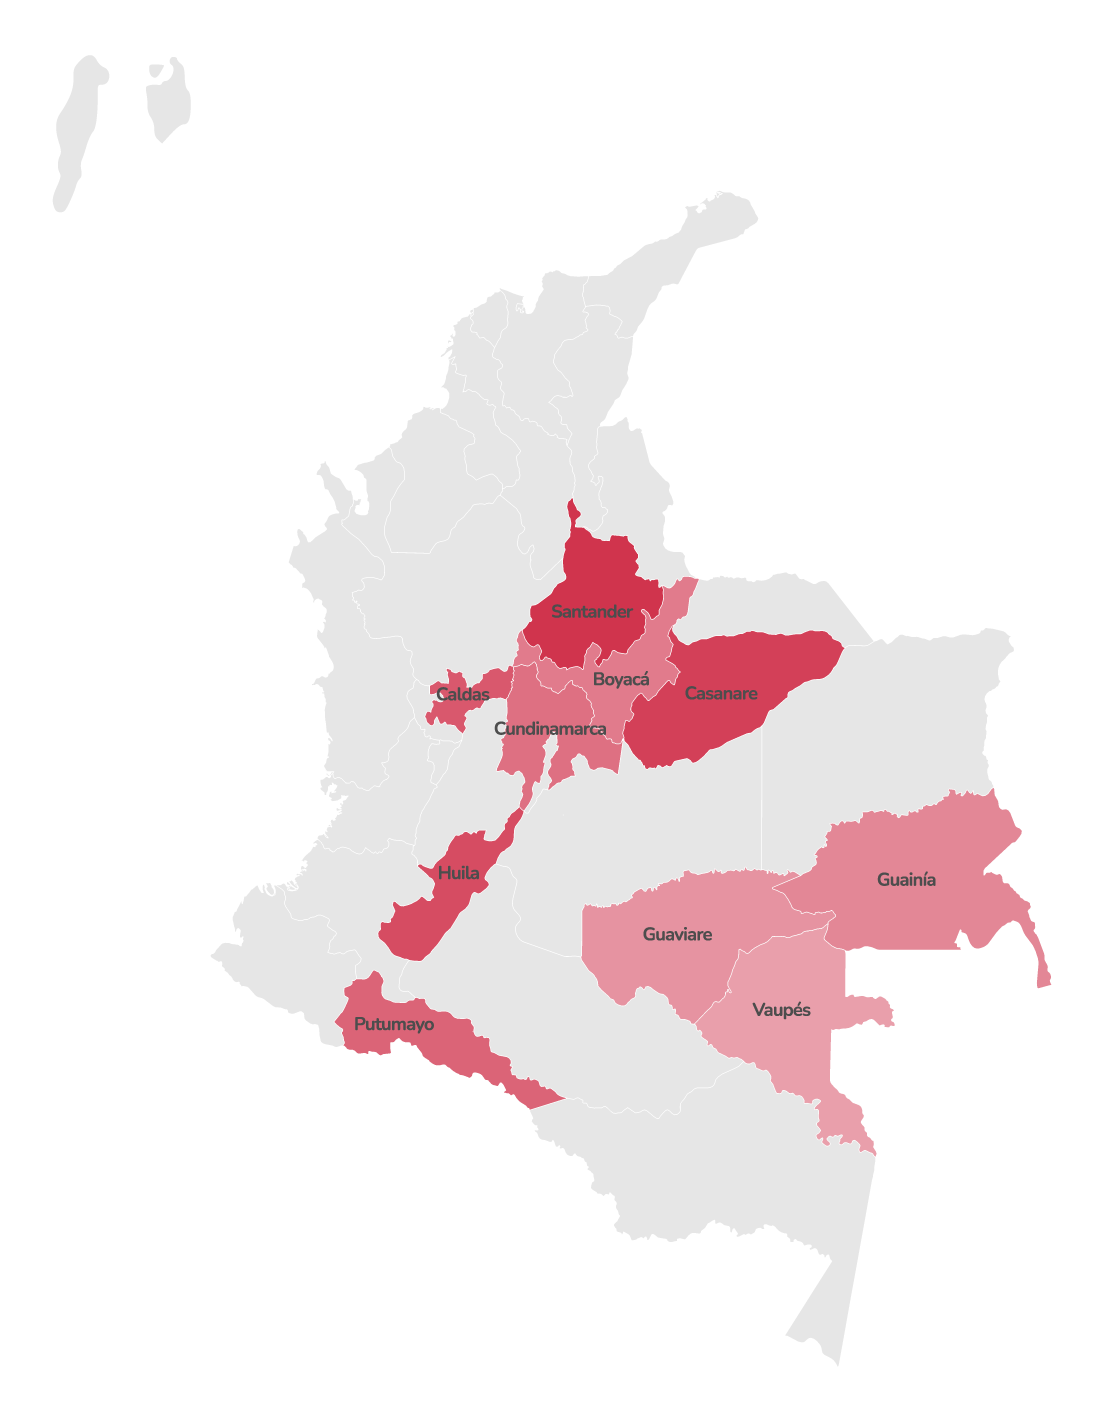 Santander
Boyacá
Caldas
Casanare
Cundinamarca
Huila
Guainía
Guaviare
Vaupés
Putumayo